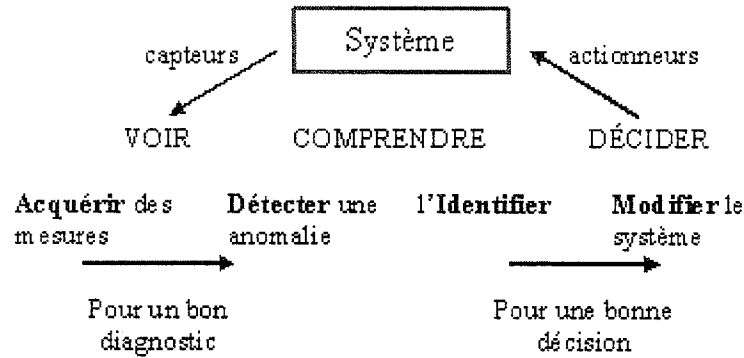 Système
capteurs
actionneurs
VOIR COMPRENDRE DÉCIDER
Acquérir des mesures
Détecter une anomalie
l'Identifier
Modifier le système
Pour un bon diagnostic
Pour une bonne décision